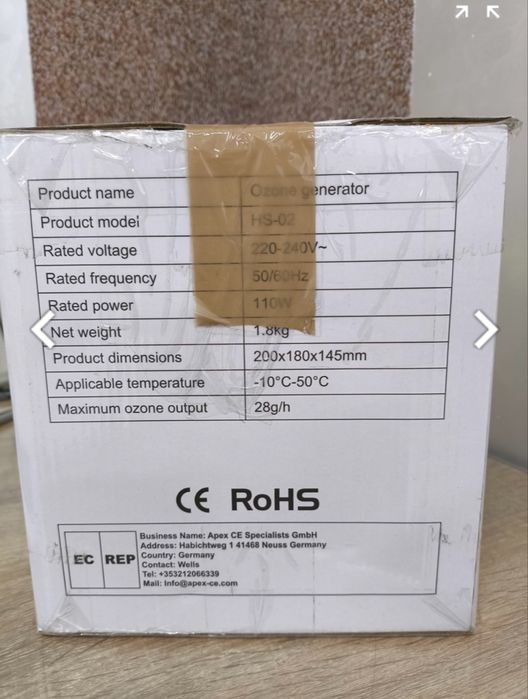 Product name Ozone generator
Product model HS-02
Rated voltage 220-240V~
Rated frequency 50/60Hz
Rated power 110W
Net weight 1.8kg
Product dimensions 200x180x145mm
Applicable temperature -10°C-50°C
Maximum ozone output 28g/h
CE RoHS
EC REP
Business Name: Apex CE Specialists GmbH
Address: Habichtweg 1 41468 Neuss Germany
Country: Germany
Contact: Wells
Tel: +353212066339
Mail: Info@apex-ce.com